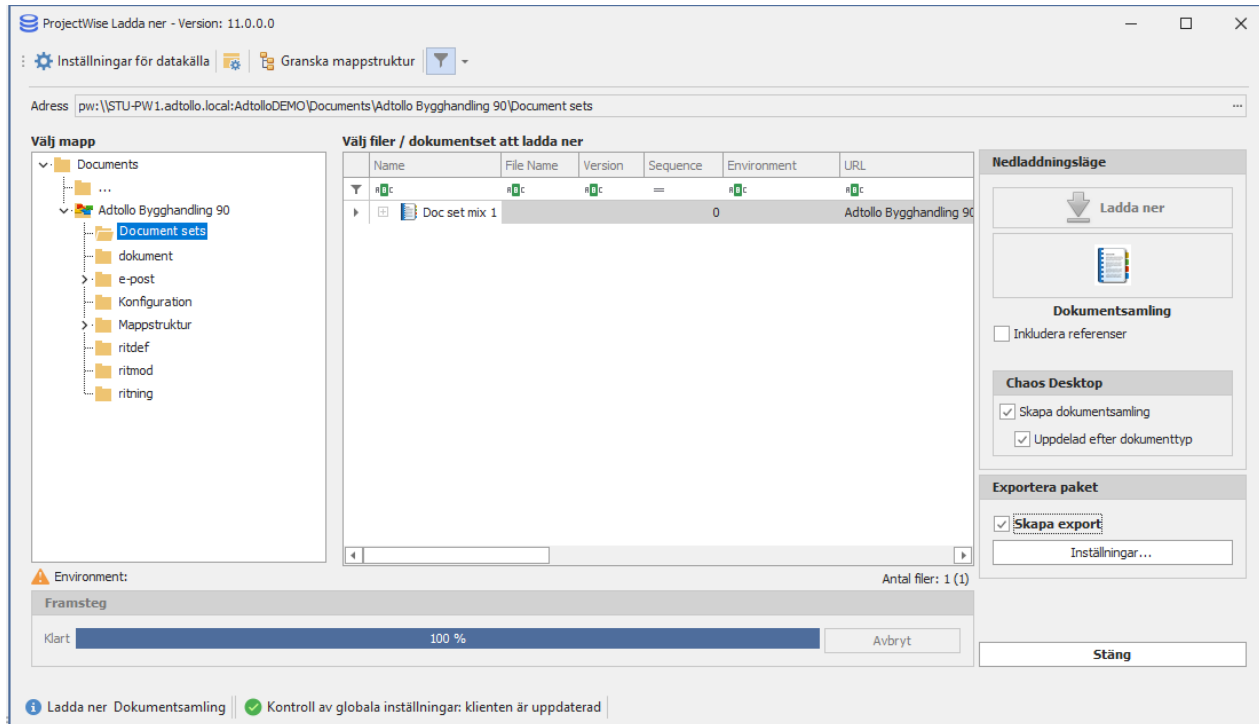 ProjectWise Ladda ner - Version: 11.0.0.0
Inställningar för datakälla Granska mappstruktur
Adress pw:\\STU-PW1.adtollo.local:AdtolloDEMO\Documents\Adtollo Bygghandling 90\Document sets ...
Välj mapp
Documents
...
Adtollo Bygghandling 90
Document sets
dokument
e-post
Konfiguration
Mappstruktur
ritdef
ritmod
ritning
Environment:
Välj filer / dokumentset att ladda ner
Name File Name Version Sequence Environment URL
ABC ABC ABC = ABC ABC
Doc set mix 1 0 Adtollo Bygghandling 90
Antal filer: 1 (1)
Nedladdningsläge
Ladda ner
Dokumentsamling
Inkludera referenser
Chaos Desktop
Skapa dokumentsamling
Uppdelad efter dokumenttyp
Exportera paket
Skapa export
Inställningar...
Framsteg
Klart 100 % Avbryt
Stäng
Ladda ner Dokumentsamling Kontroll av globala inställningar: klienten är uppdaterad